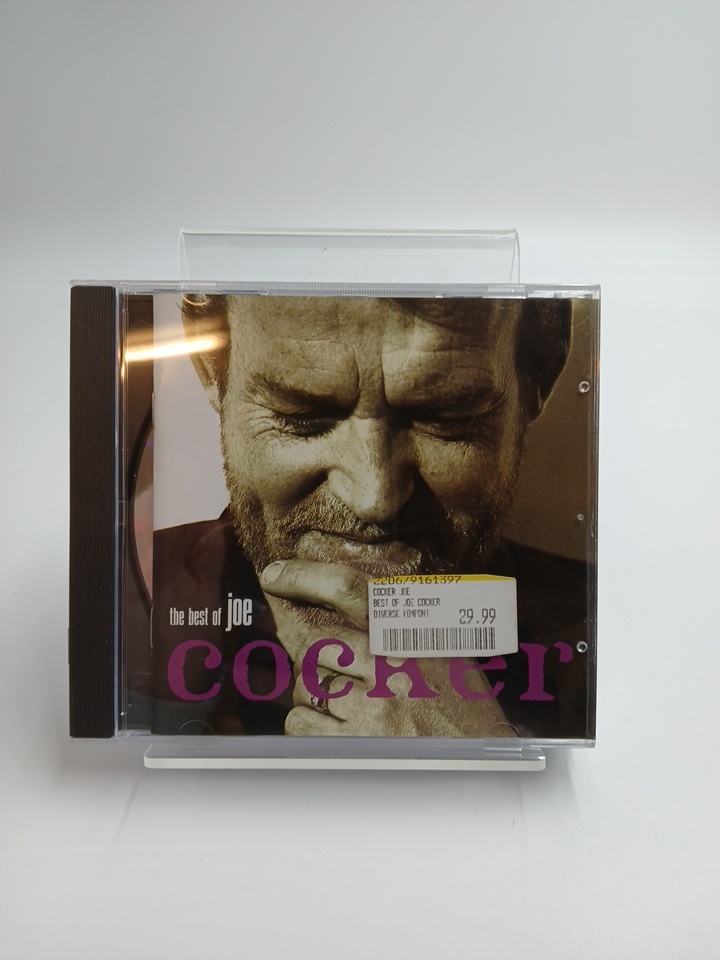 2206/9161397
COCKER JOE
BEST OF JOE COCKER
DIVERSE KOMPONI
29.99
the best of joe
cocker